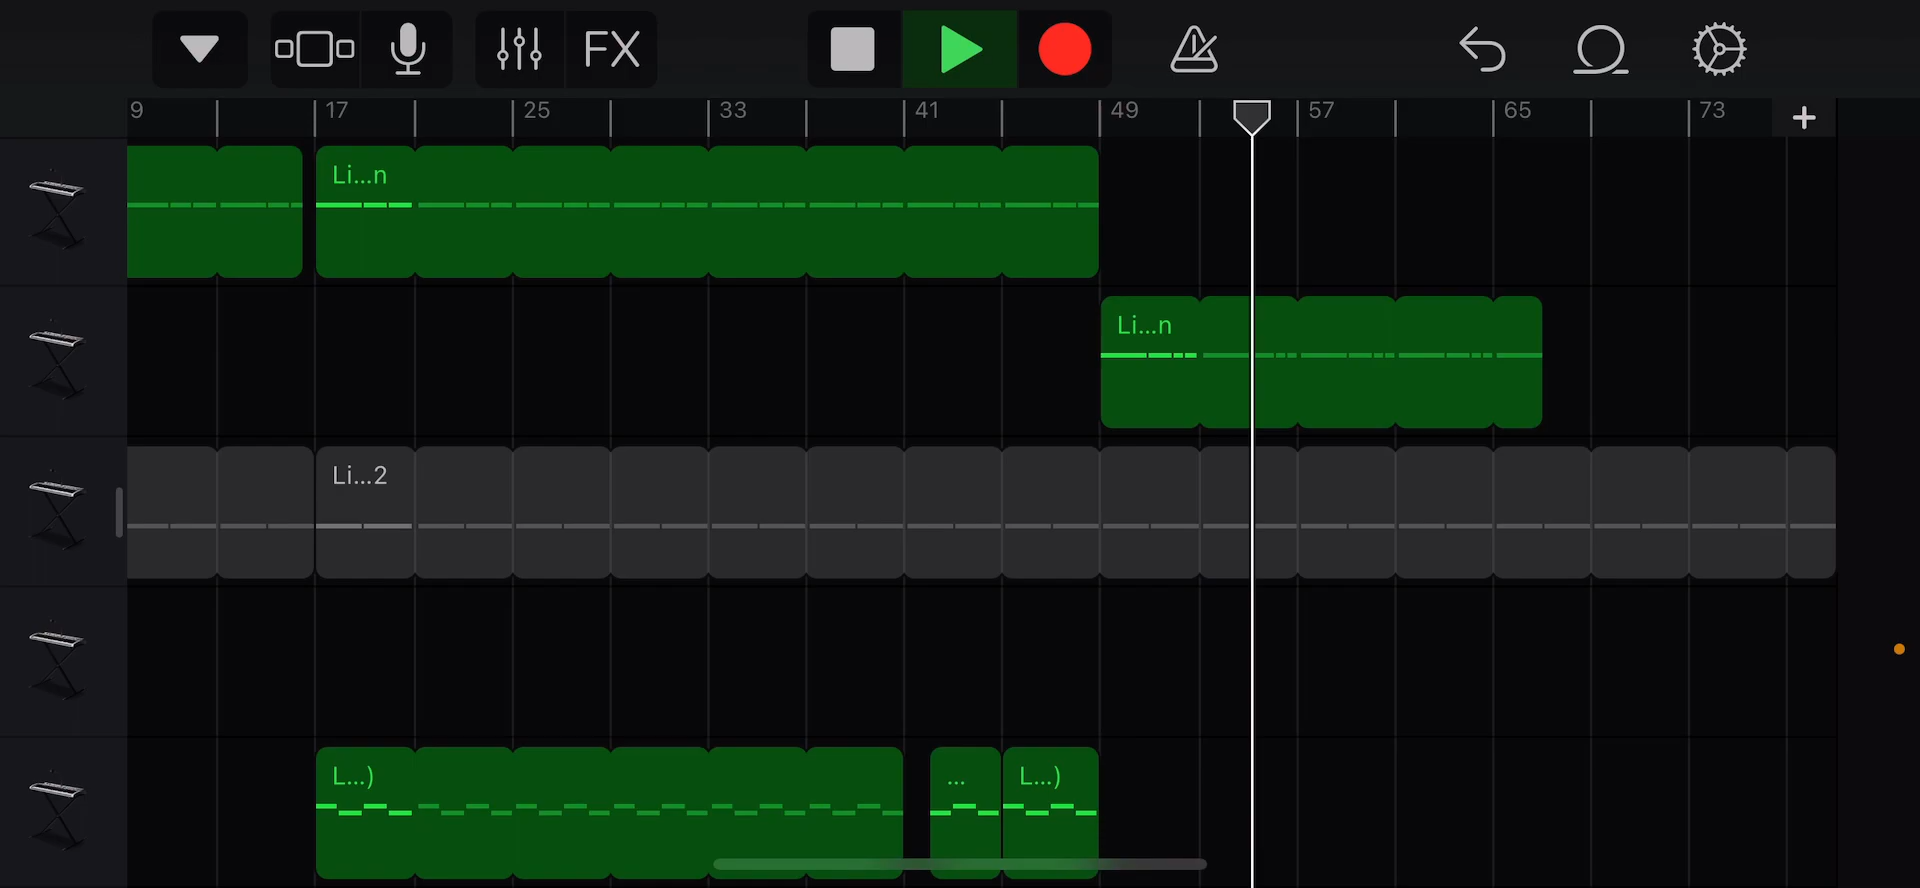 FX
9 17 25 33 41 49 57 65 73 +
Li...n
Li...n
Li...2
L...) ... L...)